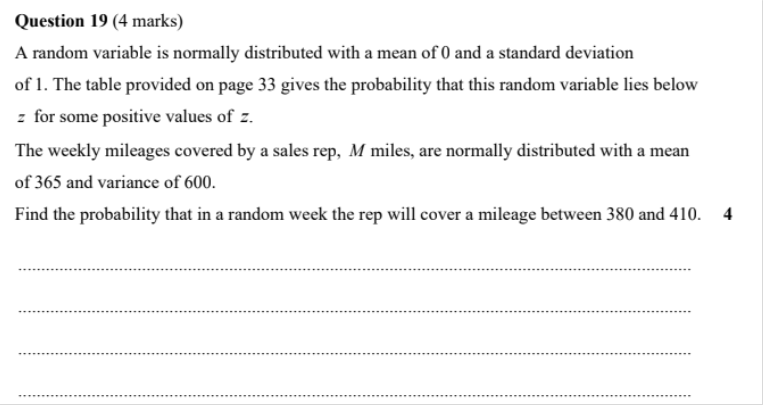 Question 19 (4 marks)
A random variable is normally distributed with a mean of 0 and a standard deviation
of 1. The table provided on page 33 gives the probability that this random variable lies below
z for some positive values of z.
The weekly mileages covered by a sales rep, M miles, are normally distributed with a mean
of 365 and variance of 600.
Find the probability that in a random week the rep will cover a mileage between 380 and 410. 4